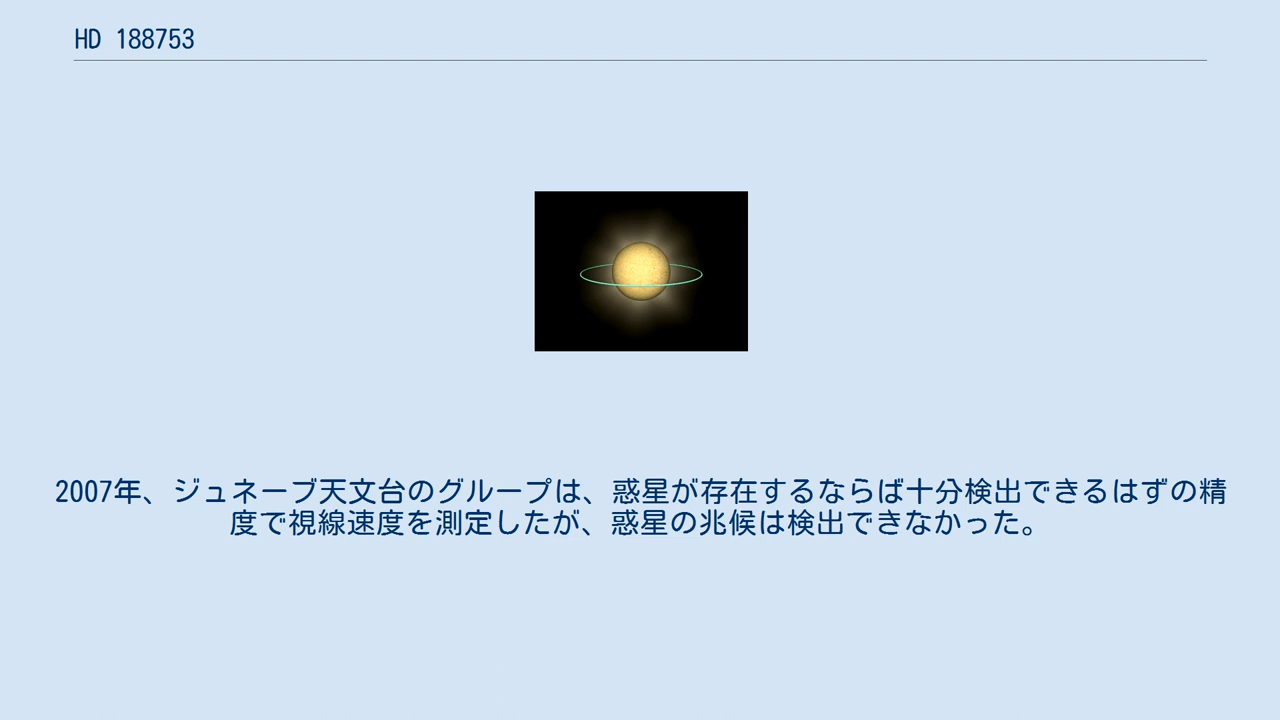 HD 188753
2007年、ジュネーブ天文台のグループは、惑星が存在するならば十分検出できるはずの精
度で視線速度を測定したが、惑星の兆候は検出できなかった。